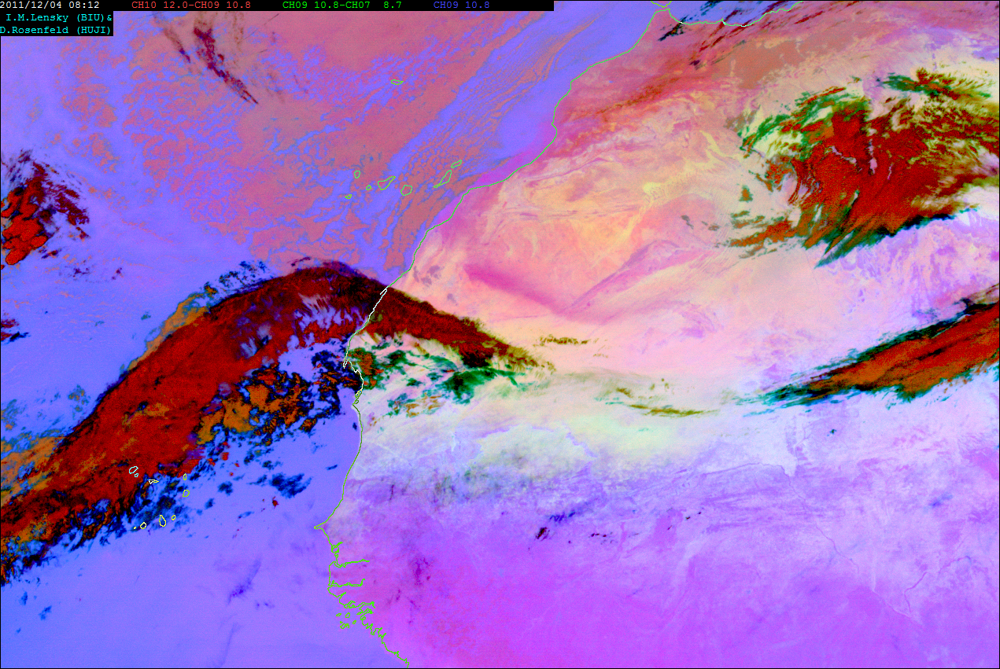 2011/12/04 08:12 CH10 12.0-CH09 10.8 CH09 10.8-CH07 8.7 CH09 10.8
I.M.Lensky (BIU)&
D.Rosenfeld (HUJI)